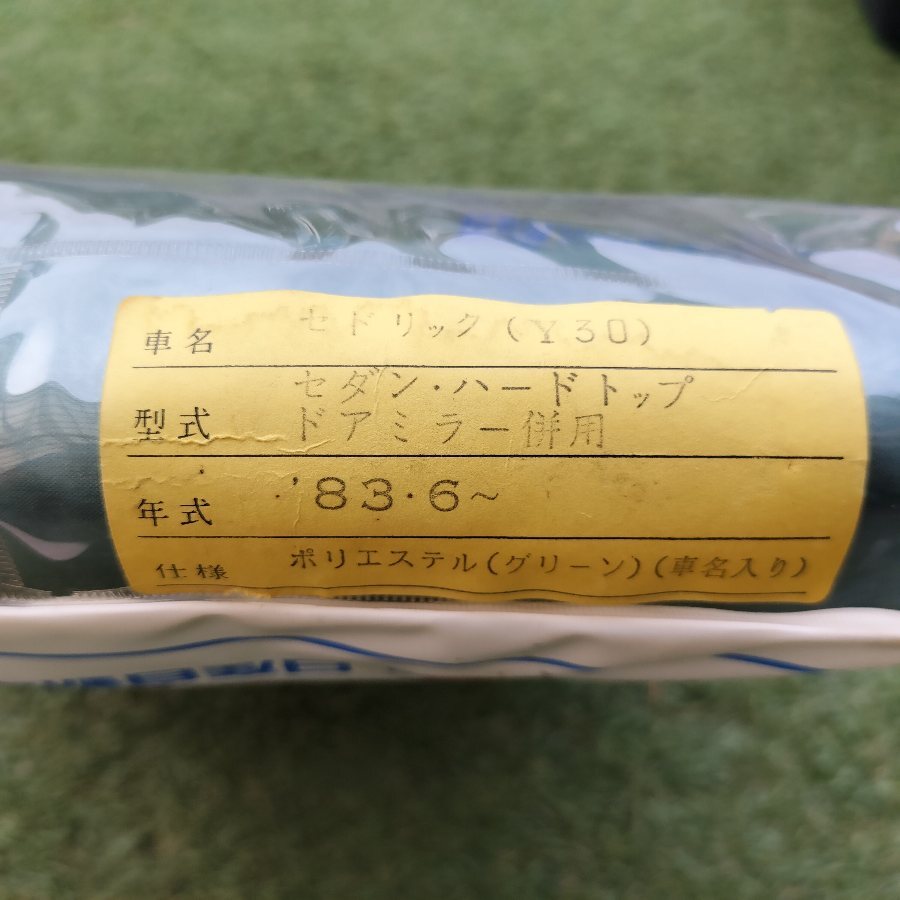 車名 セドリック(Y30)
型式 セダン・ハードトップ
ドアミラー併用
年式 '83・6~
仕様 ポリエステル(グリーン)(車名入り)